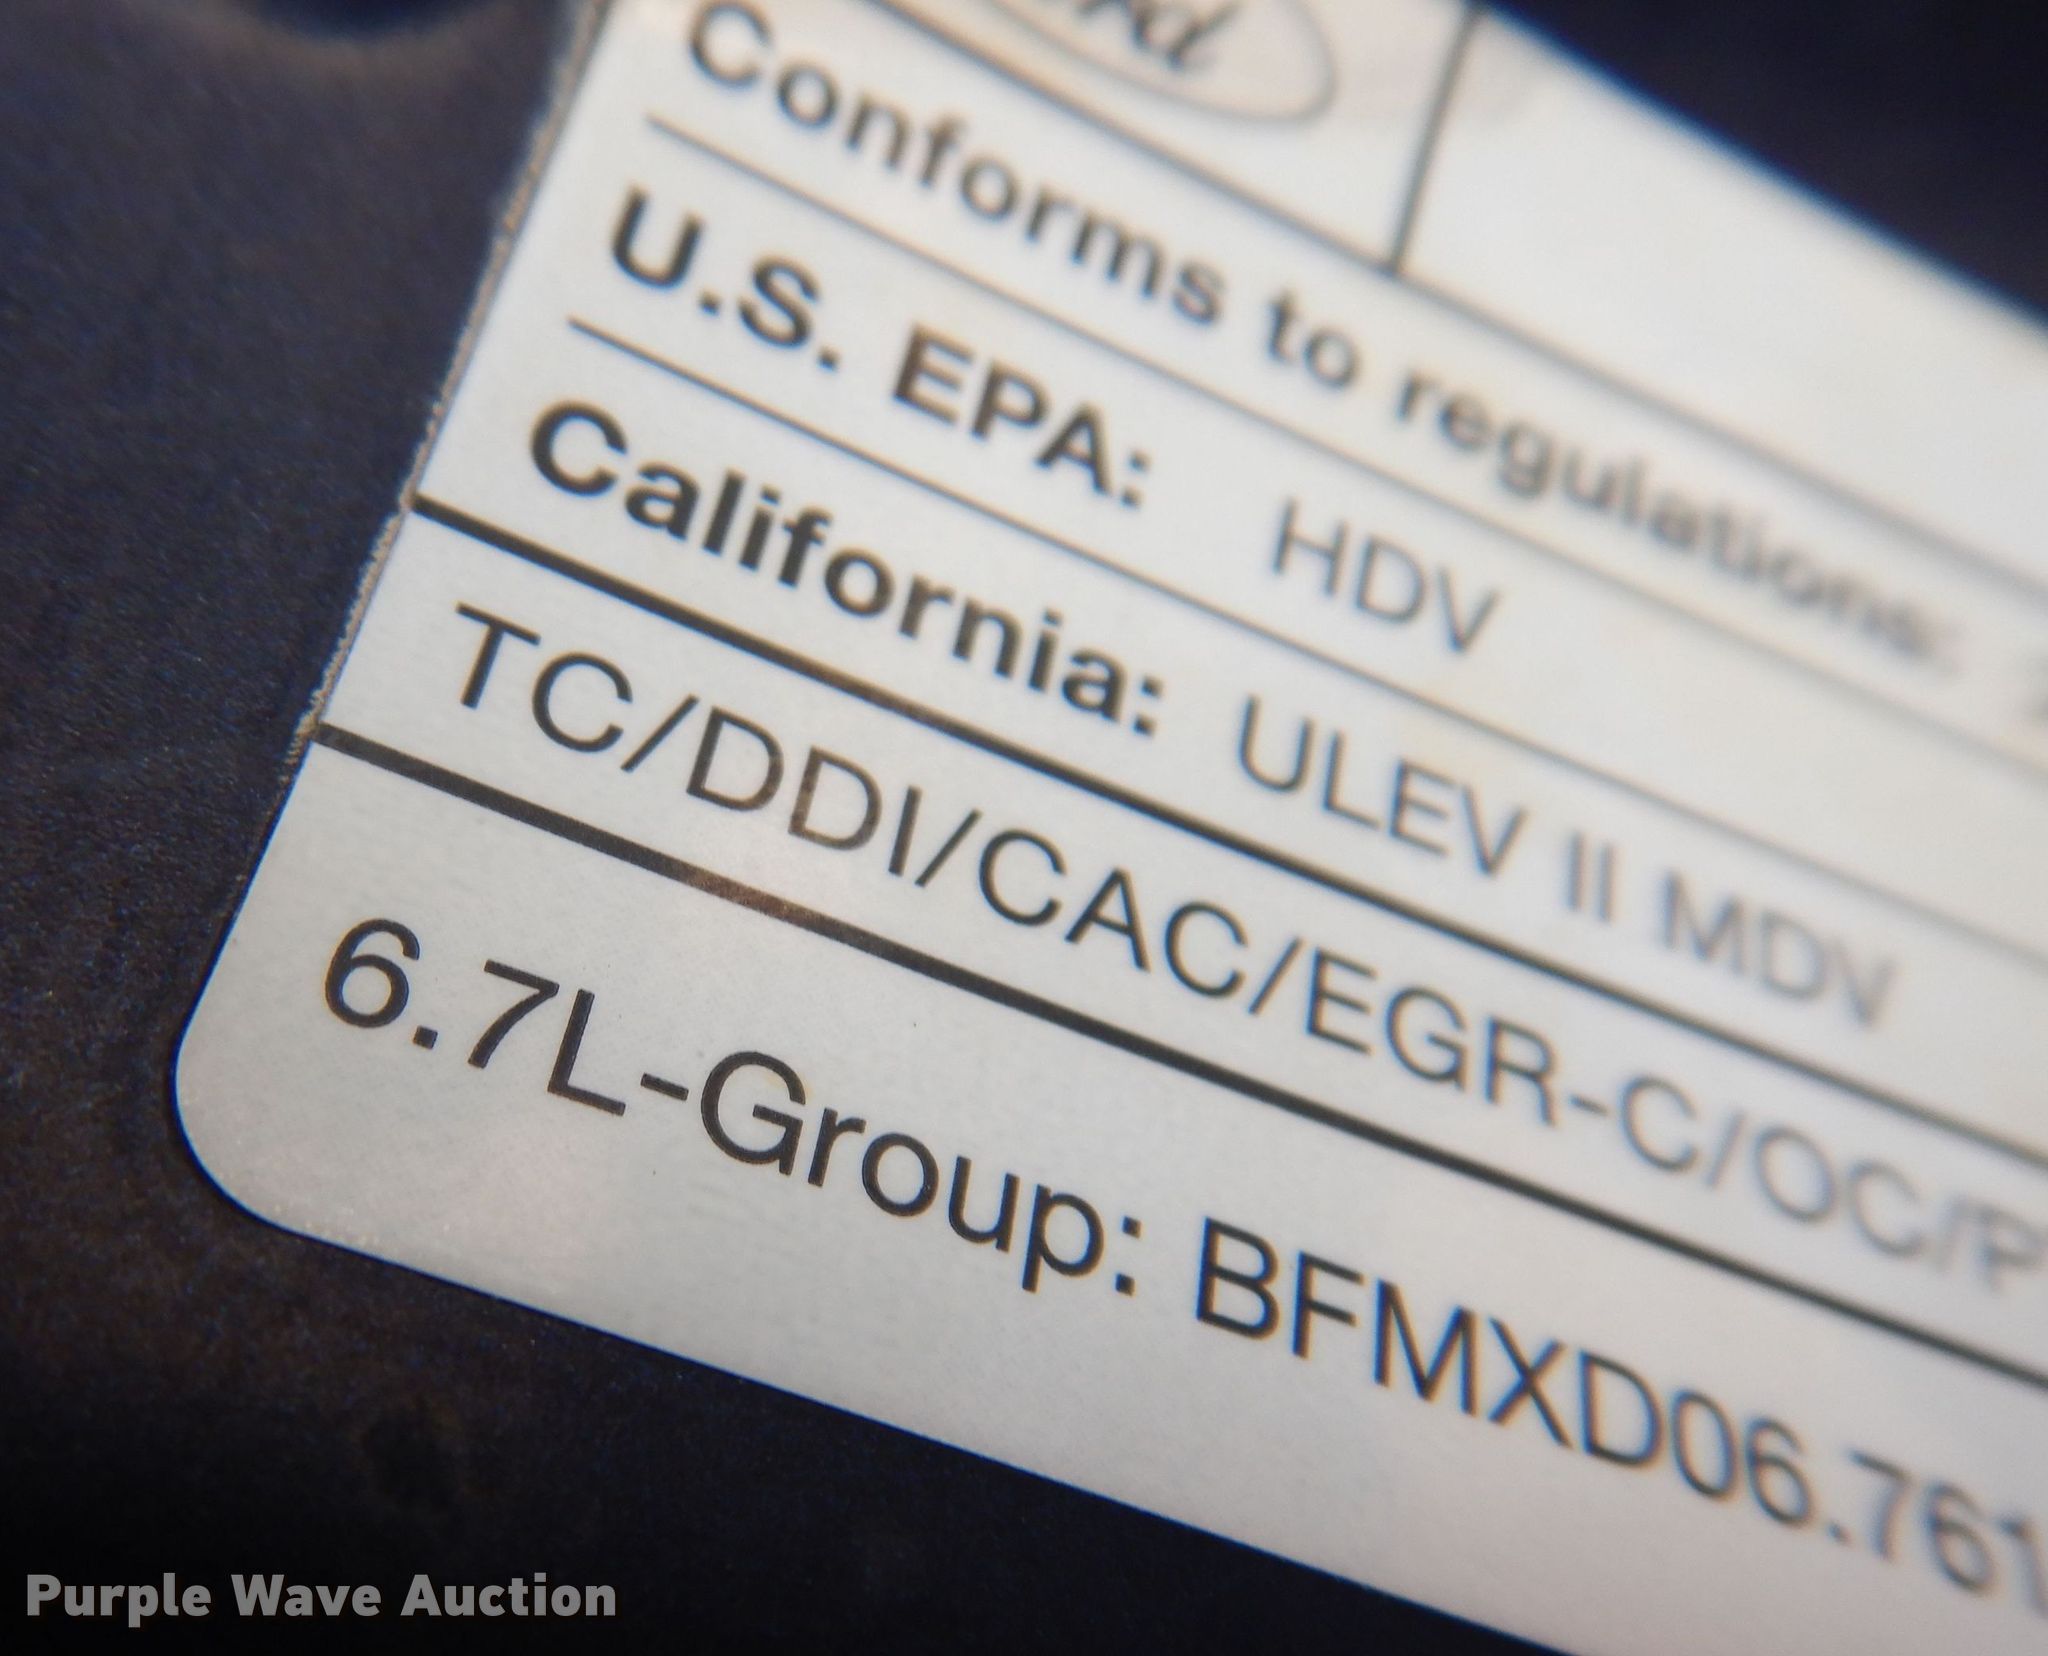 Conforms to regulations:
U.S. EPA: HDV
California: ULEV II MDV
TC/DDI/CAC/EGR-C/OC/P
6.7L-Group: BFMXD06.761
Purple Wave Auction